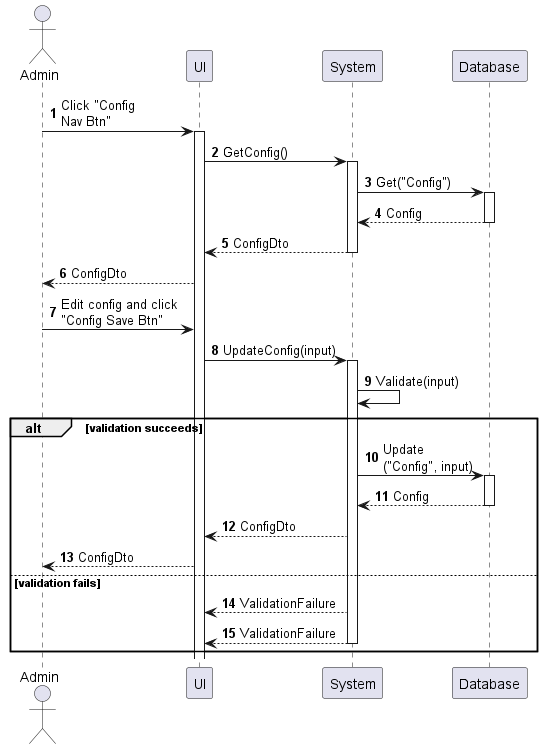 Admin
UI
System
Database
1 Click "Config
Nav Btn"
2 GetConfig()
3 Get("Config")
4 Config
5 ConfigDto
6 ConfigDto
7 Edit config and click
"Config Save Btn"
8 UpdateConfig(input)
9 Validate(input)
alt [validation succeeds]
10 Update
("Config", input)
11 Config
12 ConfigDto
13 ConfigDto
[validation fails]
14 ValidationFailure
15 ValidationFailure
Admin
UI
System
Database